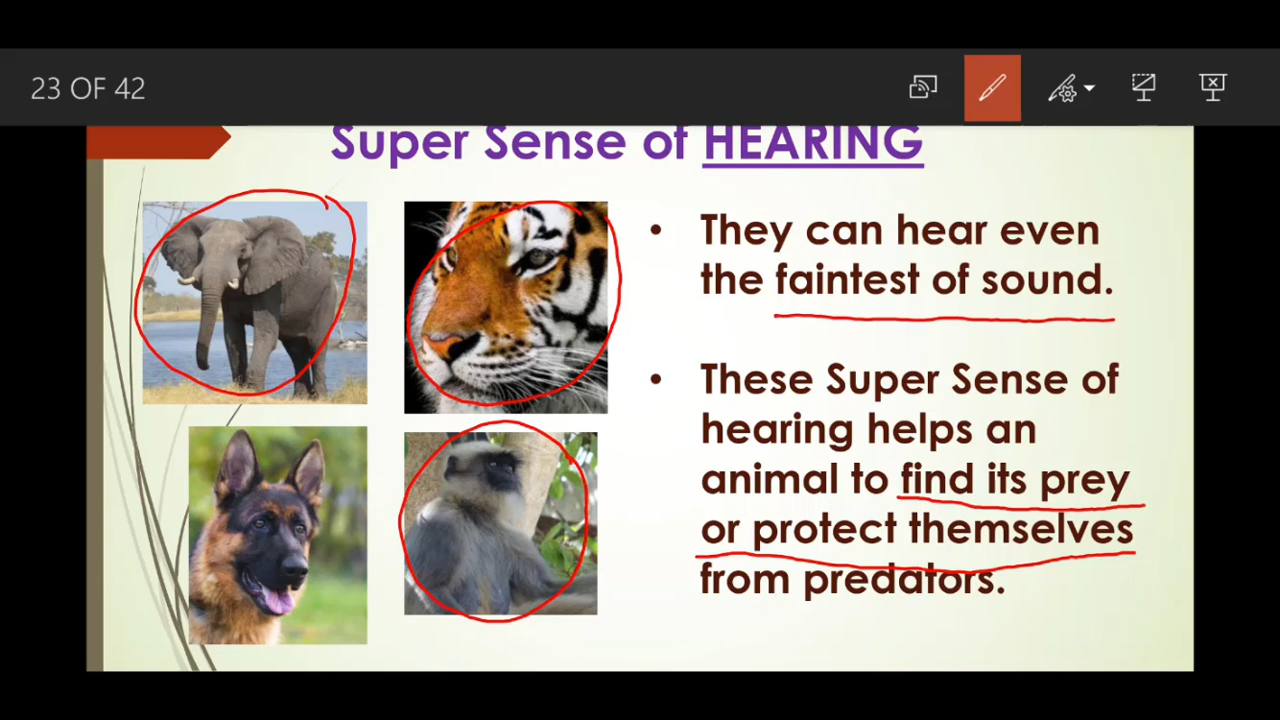 23 OF 42
Super Sense of HEARING
• They can hear even
the faintest of sound.
• These Super Sense of
hearing helps an
animal to find its prey
or protect themselves
from predators.